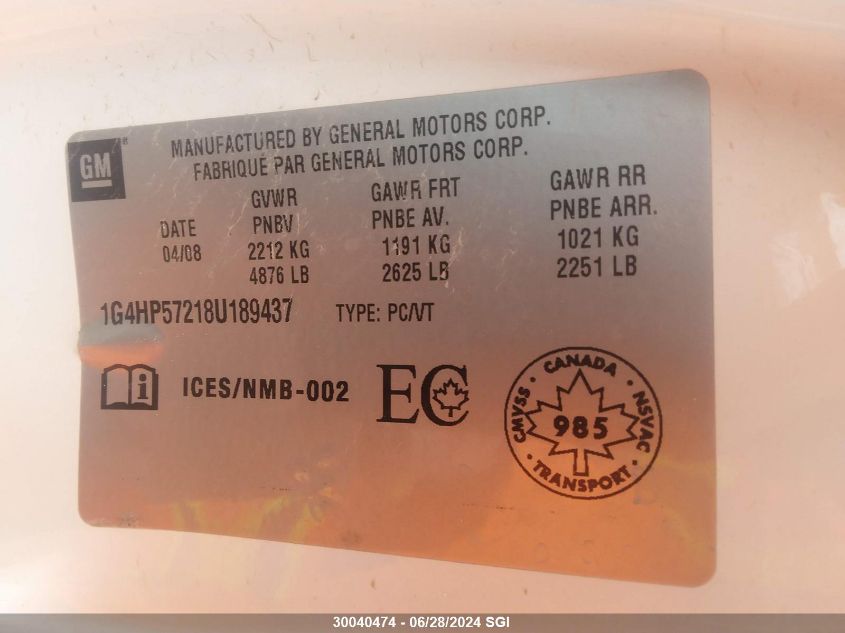 GM
MANUFACTURED BY GENERAL MOTORS CORP.
FABRIQUÉ PAR GENERAL MOTORS CORP.
DATE GVWR PNBV GAWR FRT PNBE AV. GAWR RR PNBE ARR.
04/08 2212 KG 1191 KG 1021 KG
4876 LB 2625 LB 2251 LB
1G4HP57218U189437 TYPE: PC/VT
i ICES/NMB-002 EC
CANADA
CMVSS 985 NSVAC
TRANSPORT
30040474 - 06/28/2024 SGI